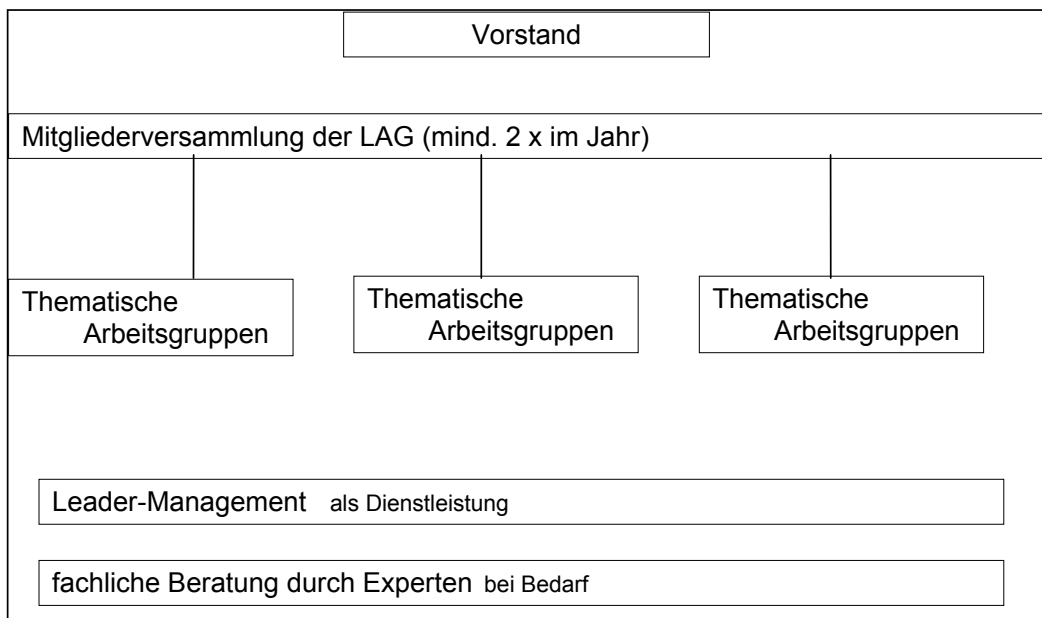 Vorstand
Mitgliederversammlung der LAG (mind. 2 x im Jahr)
Thematische
Arbeitsgruppen
Thematische
Arbeitsgruppen
Thematische
Arbeitsgruppen
Leader-Management als Dienstleistung
fachliche Beratung durch Experten bei Bedarf